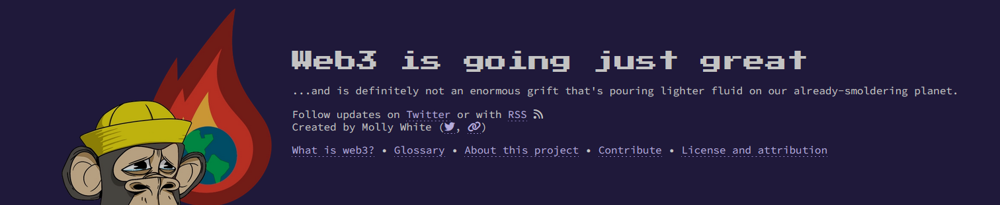 Web3 is going just great
...and is definitely not an enormous grift that's pouring lighter fluid on our already-smoldering planet.
Follow updates on Twitter or with RSS
Created by Molly White ( , )
What is web3? • Glossary • About this project • Contribute • License and attribution